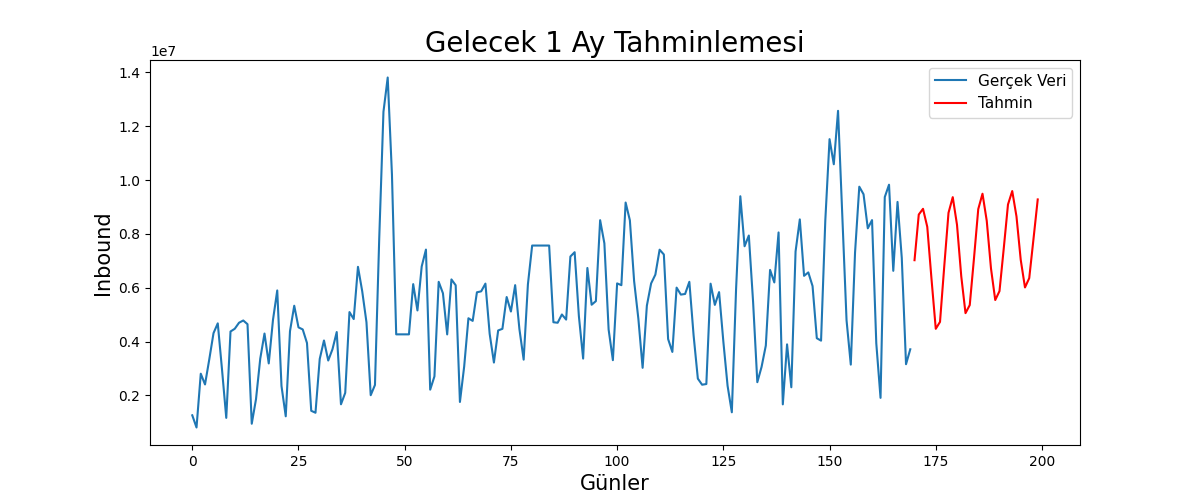 Gelecek 1 Ay Tahminlemesi
1e7
1.4
1.2
1.0
0.8
0.6
0.4
0.2
Inbound
Gerçek Veri
Tahmin
0 25 50 75 100 125 150 175 200
Günler